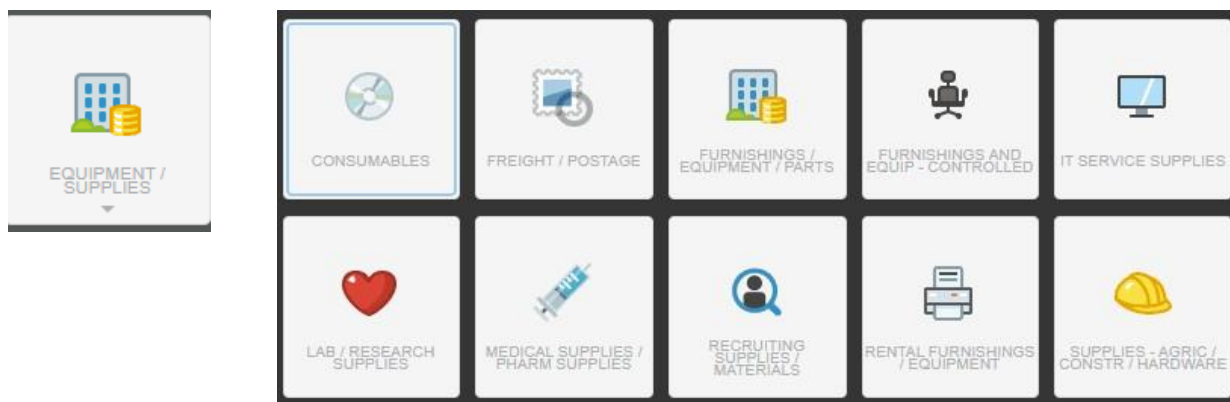 EQUIPMENT /
SUPPLIES
CONSUMABLES
FREIGHT / POSTAGE
FURNISHINGS /
EQUIPMENT / PARTS
FURNISHINGS AND
EQUIP - CONTROLLED
IT SERVICE SUPPLIES
LAB / RESEARCH
SUPPLIES
MEDICAL SUPPLIES /
PHARM SUPPLIES
RECRUITING
SUPPLIES /
MATERIALS
RENTAL FURNISHINGS
/ EQUIPMENT
SUPPLIES - AGRIC /
CONSTR / HARDWARE